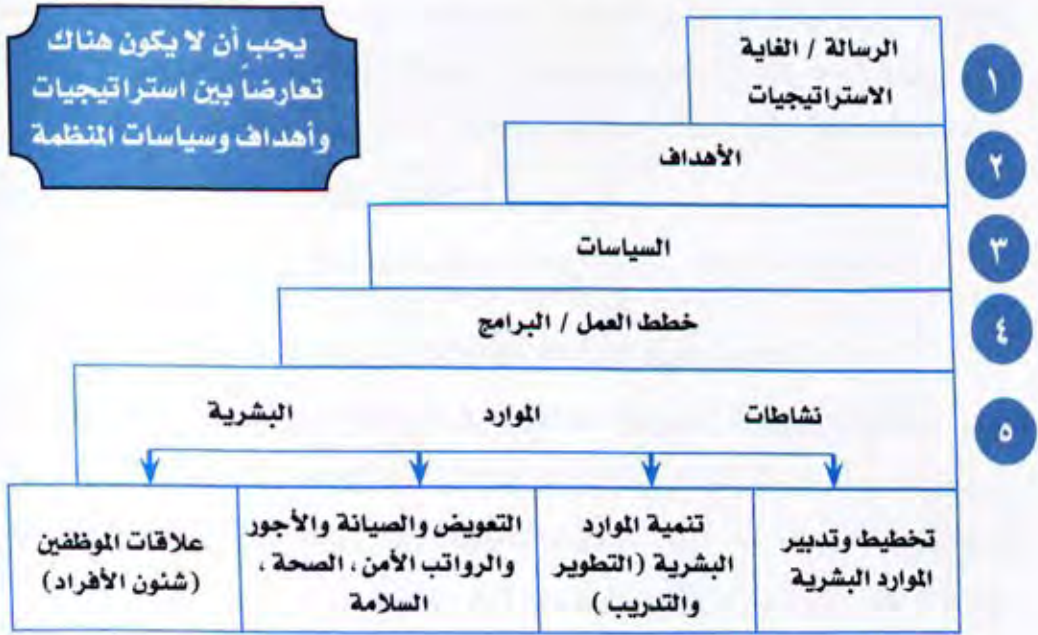 يجب أن لا يكون هناك
تعارضاً بين استراتيجيات
وأهداف وسياسات المنظمة
١
الرسالة / الغاية
الاستراتيجيات
٢
الأهداف
٣
السياسات
٤
خطط العمل / البرامج
٥
نشاطات الموارد البشرية
تخطيط وتدبير
الموارد البشرية
تنمية الموارد
البشرية (التطوير
والتدريب)
التعويض والصيانة والأجور
والرواتب الأمن ، الصحة ،
السلامة
علاقات الموظفين
(شئون الأفراد)